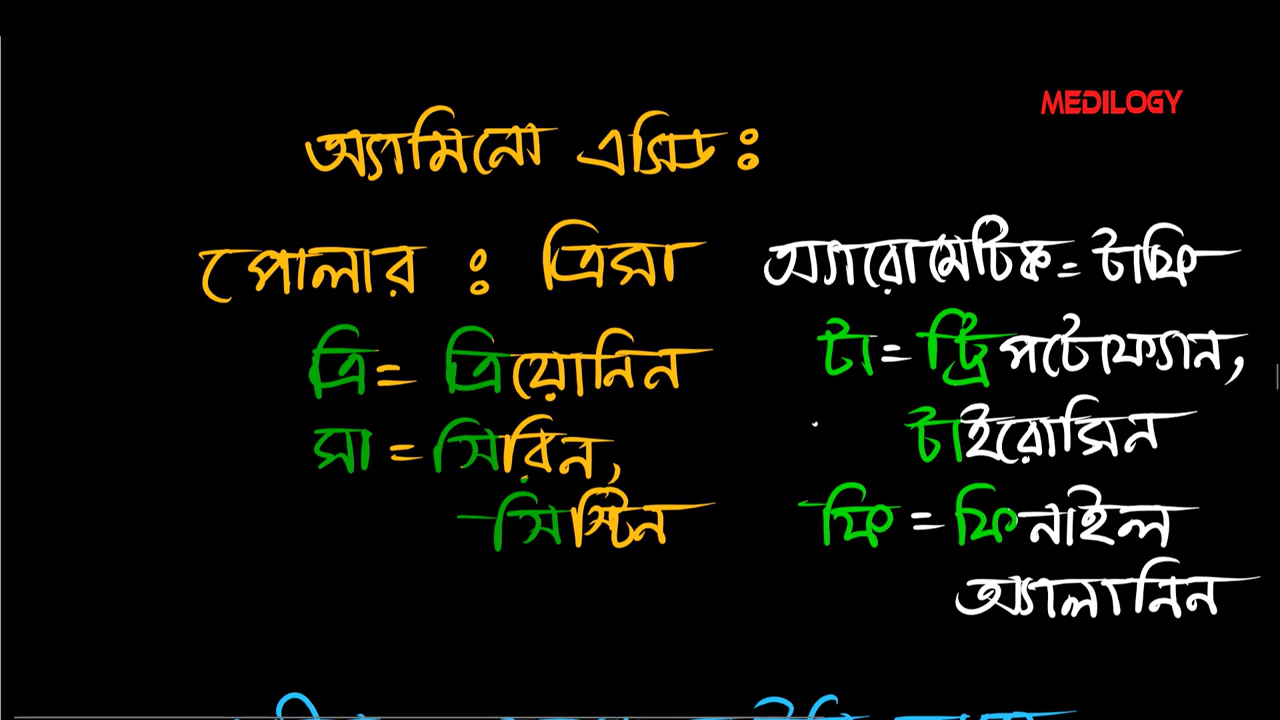 MEDILOGY
অ্যামিনো এসিড :
পোলার : ত্রিসা
ত্রি = ত্রিয়োনিন
সা = সিরিন,
সিস্টিন
অ্যারোমেটিক = টাফি
টা = ট্রিপটোফ্যান,
টাইরোসিন
ফি = ফিনাইল
অ্যালানিন